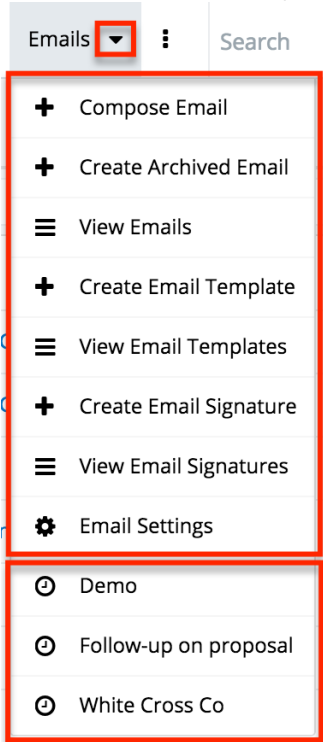 Emails Search
Compose Email
Create Archived Email
View Emails
Create Email Template
View Email Templates
Create Email Signature
View Email Signatures
Email Settings
Demo
Follow-up on proposal
White Cross Co